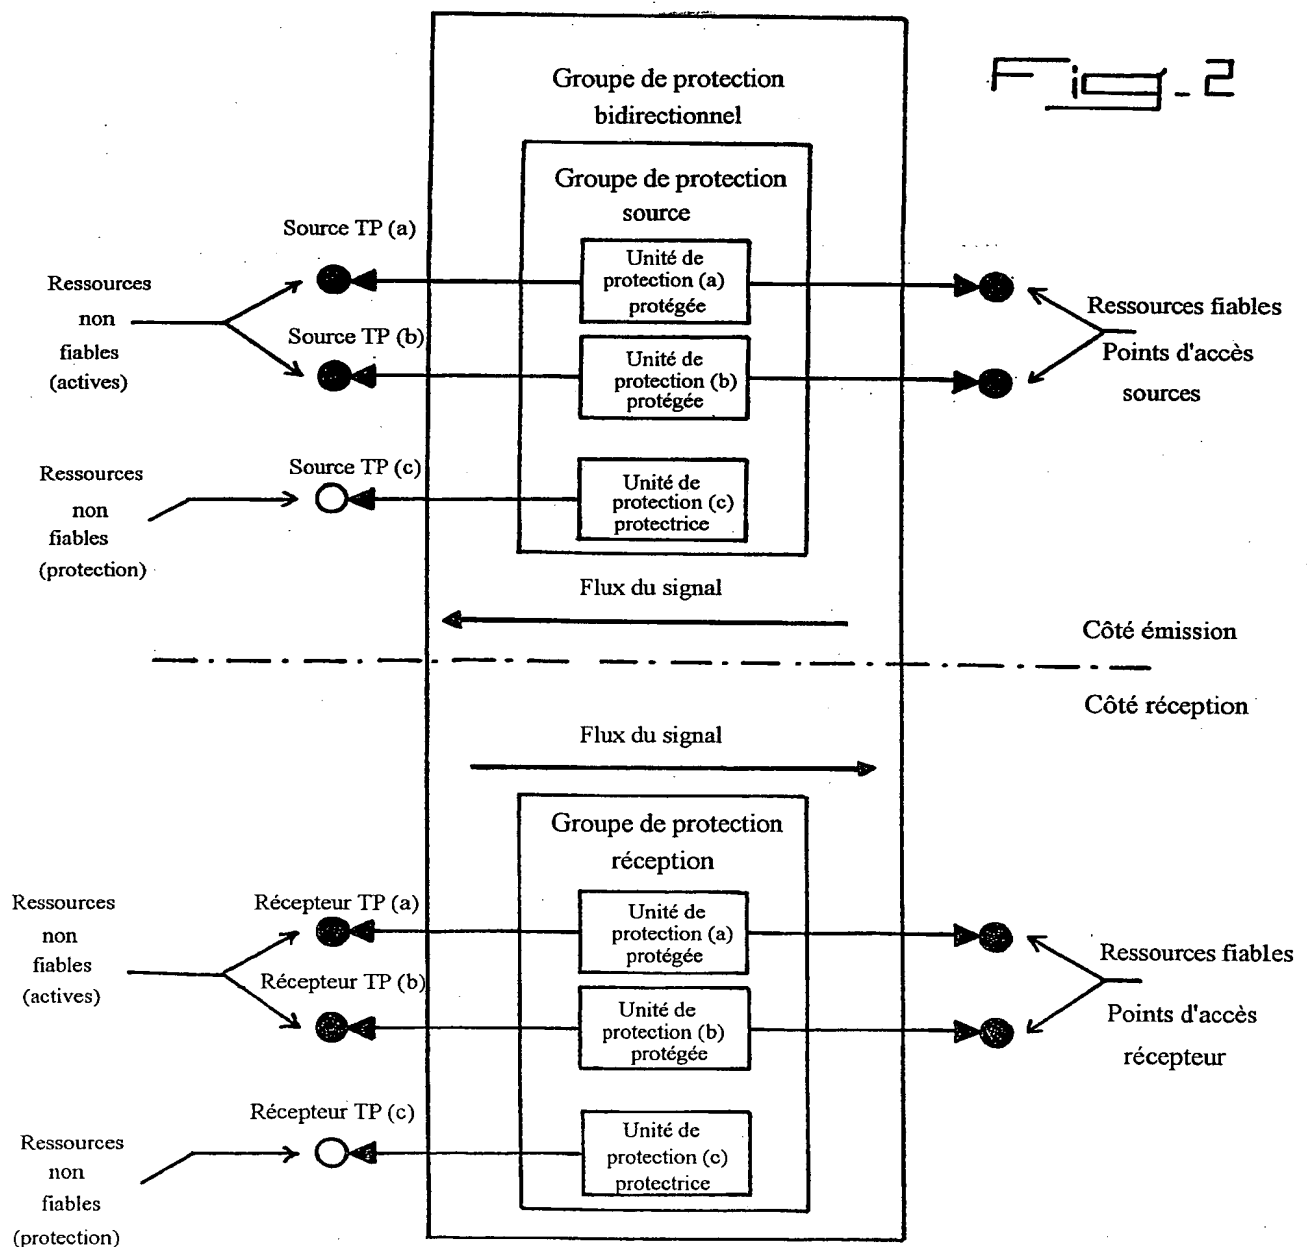 Fig_2
Groupe de protection
bidirectionnel
Groupe de protection
source
Source TP (a)
Unité de
protection (a)
protégée
Ressources
non
fiables
(actives)
Source TP (b)
Unité de
protection (b)
protégée
Ressources fiables
Points d'accès
sources
Ressources
non
fiables
(protection)
Source TP (c)
Unité de
protection (c)
protectrice
Flux du signal
Côté émission
Côté réception
Flux du signal
Groupe de protection
réception
Ressources
non
fiables
(actives)
Récepteur TP (a)
Unité de
protection (a)
protégée
Récepteur TP (b)
Unité de
protection (b)
protégée
Ressources fiables
Points d'accès
récepteur
Récepteur TP (c)
Unité de
protection (c)
protectrice
Ressources
non
fiables
(protection)